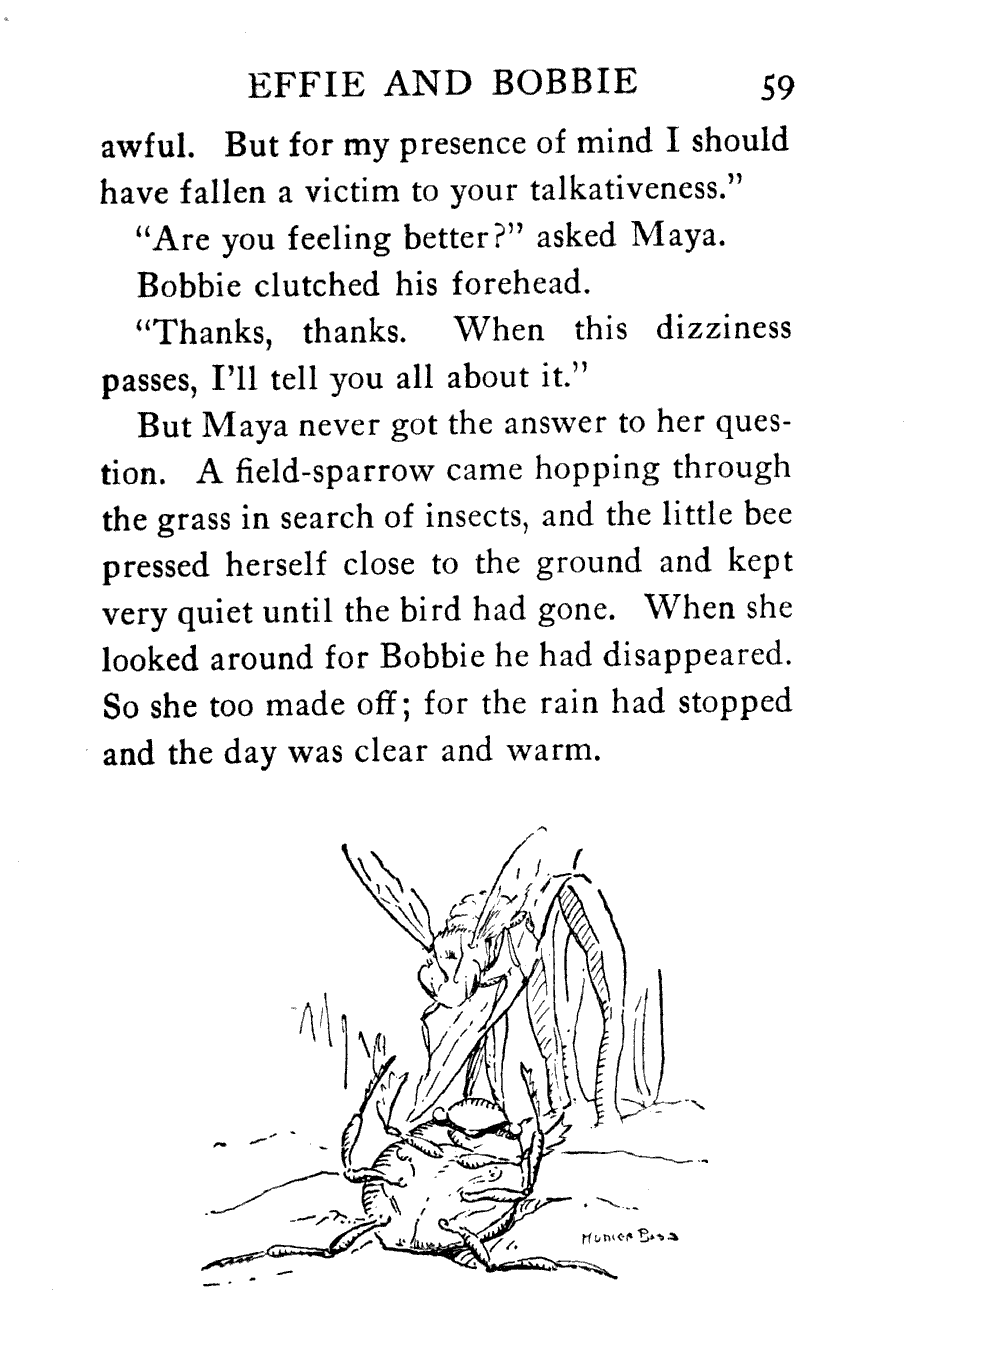 EFFIE AND BOBBIE 59
awful. But for my presence of mind I should
have fallen a victim to your talkativeness.”
“Are you feeling better?” asked Maya.
Bobbie clutched his forehead.
“Thanks, thanks. When this dizziness
passes, I’ll tell you all about it.”
But Maya never got the answer to her ques-
tion. A field-sparrow came hopping through
the grass in search of insects, and the little bee
pressed herself close to the ground and kept
very quiet until the bird had gone. When she
looked around for Bobbie he had disappeared.
So she too made off; for the rain had stopped
and the day was clear and warm.